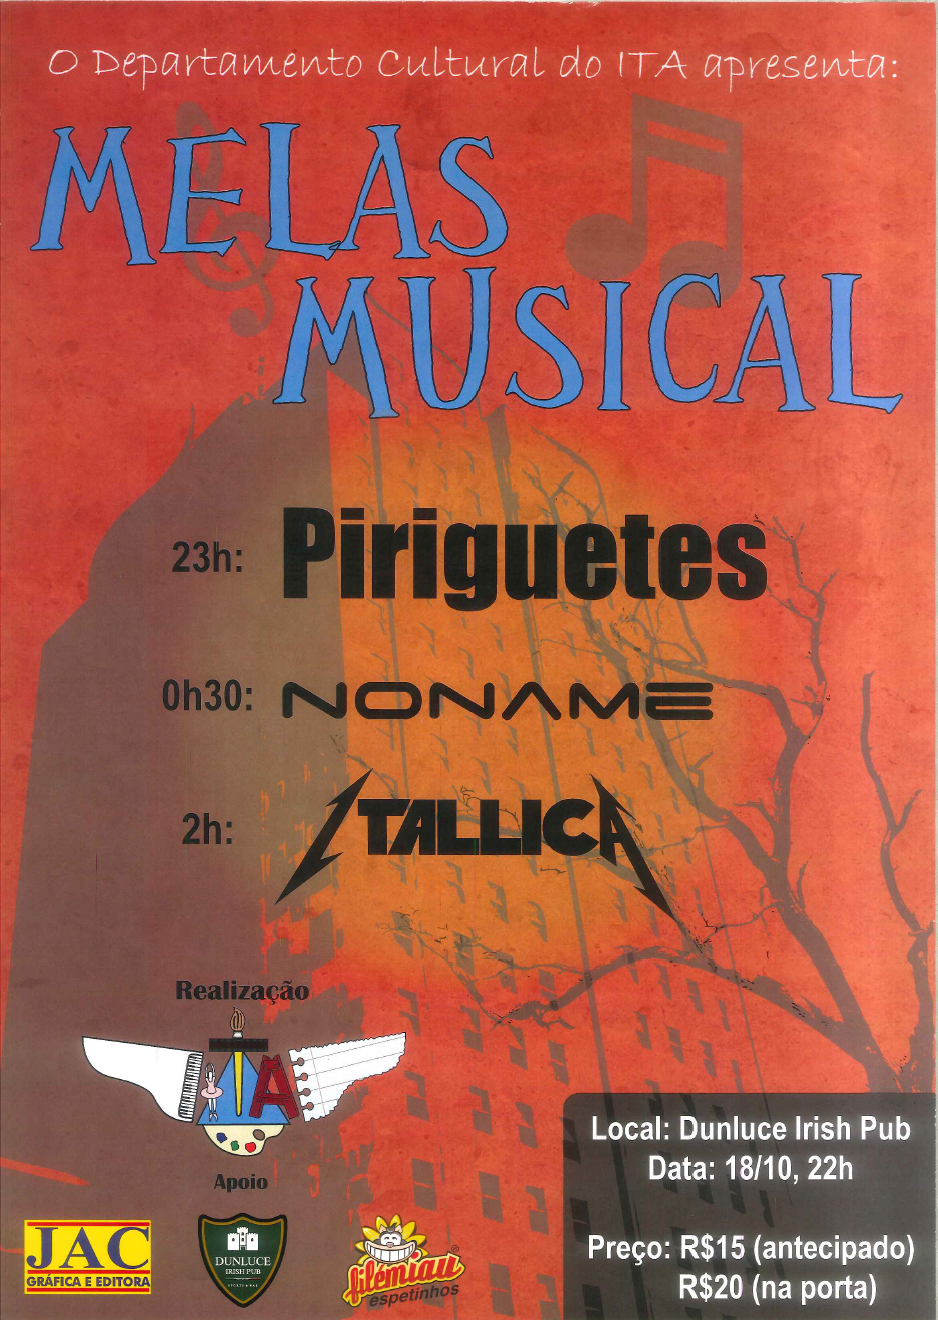 O Departamento Cultural do ITA apresenta:
MELAS
MUSICAL
23h: Piriguetes
0h30: NONAME
2h: ITALLICA
Realização
ITA
Apoio
JAC
GRÁFICA E EDITORA
DUNLUCE
IRISH PUB
filémiau
espetinhos
Local: Dunluce Irish Pub
Data: 18/10, 22h
Preço: R$15 (antecipado)
R$20 (na porta)